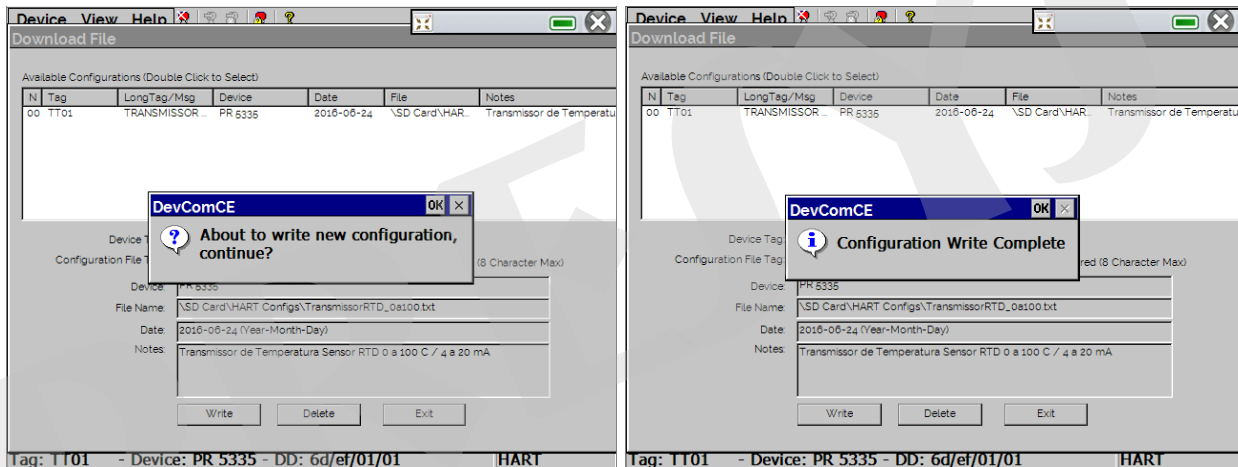 Device View Help
Download File
Available Configurations (Double Click to Select)
N Tag LongTag/Msg Device Date File Notes
00 TT01 TRANSMISSOR ... PR 5335 2016-06-24 \SD Card\HAR... Transmissor de Temperatu
DevComCE OK
About to write new configuration,
continue?
Device T
Configuration File T (8 Character Max)
Device: PR 5335
File Name: \SD Card\HART Configs\TransmissorRTD_0a100.txt
Date: 2016-06-24 (Year-Month-Day)
Notes: Transmissor de Temperatura Sensor RTD 0 a 100 C / 4 a 20 mA
Write Delete Exit
Tag: TT01 - Device: PR 5335 - DD: 6d/ef/01/01 HART
Device View Help
Download File
Available Configurations (Double Click to Select)
N Tag LongTag/Msg Device Date File Notes
00 TT01 TRANSMISSOR ... PR 5335 2016-06-24 \SD Card\HAR... Transmissor de Temperatu
DevComCE OK
Configuration Write Complete
Device Tag:
Configuration File Tag: red (8 Character Max)
Device: PR 5335
File Name: \SD Card\HART Configs\TransmissorRTD_0a100.txt
Date: 2016-06-24 (Year-Month-Day)
Notes: Transmissor de Temperatura Sensor RTD 0 a 100 C / 4 a 20 mA
Write Delete Exit
Tag: TT01 - Device: PR 5335 - DD: 6d/ef/01/01 HART